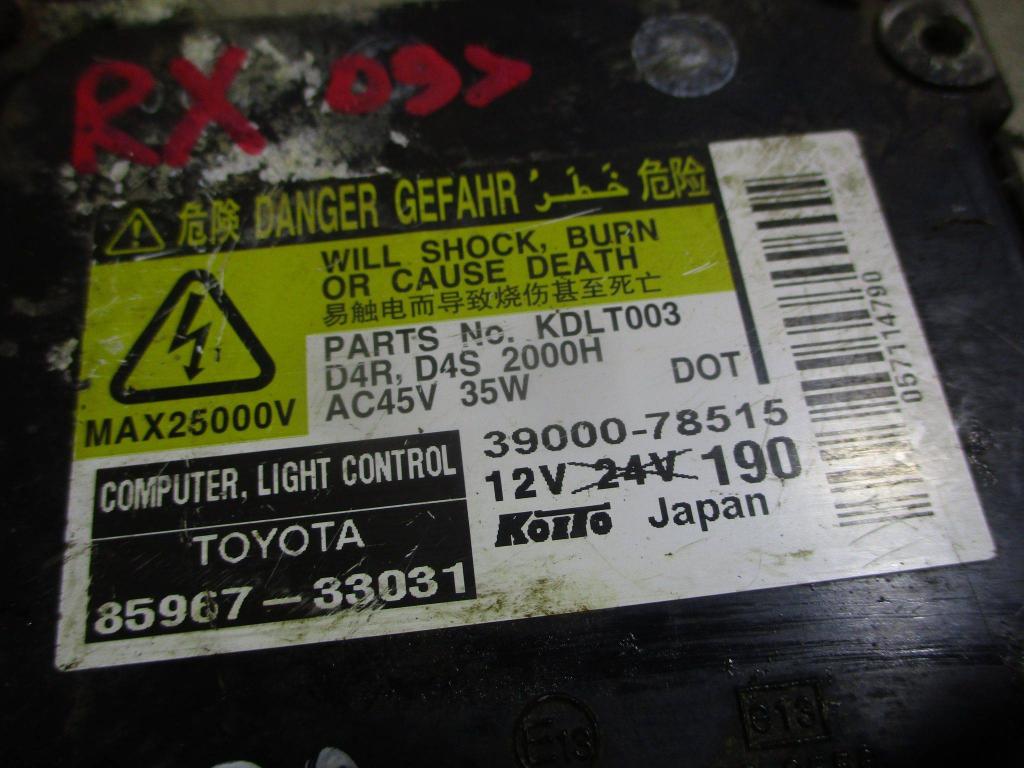 RX 09>
危険 DANGER GEFAHR خَطَرُ 危险
WILL SHOCK, BURN
OR CAUSE DEATH
易触电而导致烧伤甚至死亡
MAX25000V
PARTS No. KDLT003
D4R, D4S 2000H
AC45V 35W
DOT
39000-78515
12V 24V 190
KOITO Japan
COMPUTER, LIGHT CONTROL
TOYOTA
85967-33031
057114790
E13